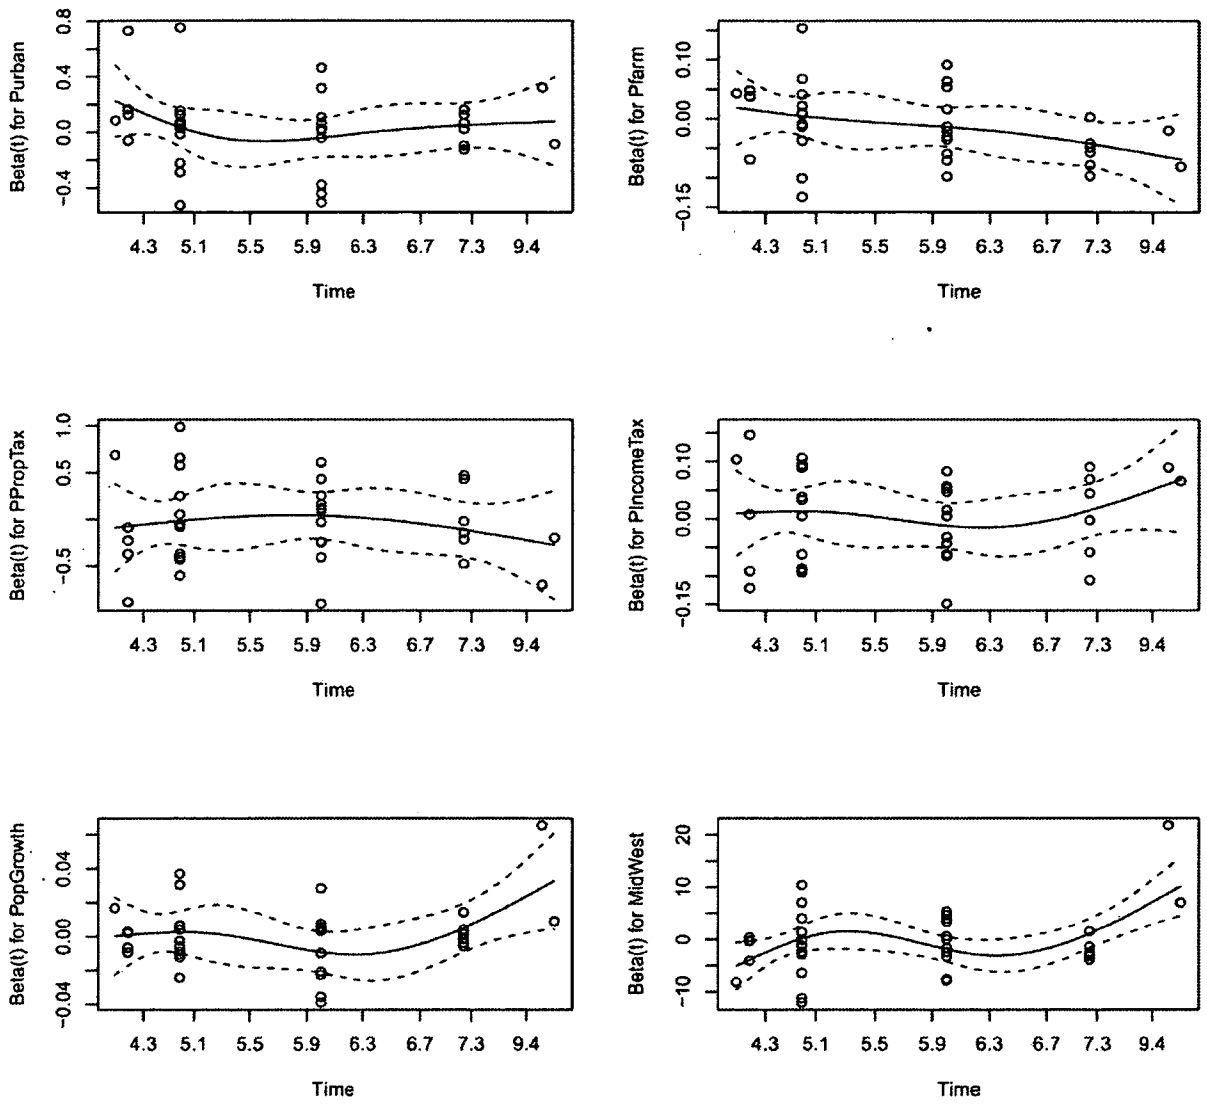 Beta(t) for Purban
0.8
0.4
0.0
−0.4
4.3 5.1 5.5 5.9 6.3 6.7 7.3 9.4
Time
Beta(t) for Pfarm
0.10
0.00
−0.15
4.3 5.1 5.5 5.9 6.3 6.7 7.3 9.4
Time
Beta(t) for PPropTax
1.0
0.5
−0.5
4.3 5.1 5.5 5.9 6.3 6.7 7.3 9.4
Time
Beta(t) for PIncomeTax
0.10
0.00
−0.15
4.3 5.1 5.5 5.9 6.3 6.7 7.3 9.4
Time
Beta(t) for PopGrowth
0.04
0.00
−0.04
4.3 5.1 5.5 5.9 6.3 6.7 7.3 9.4
Time
Beta(t) for MidWest
20
10
0
−10
4.3 5.1 5.5 5.9 6.3 6.7 7.3 9.4
Time